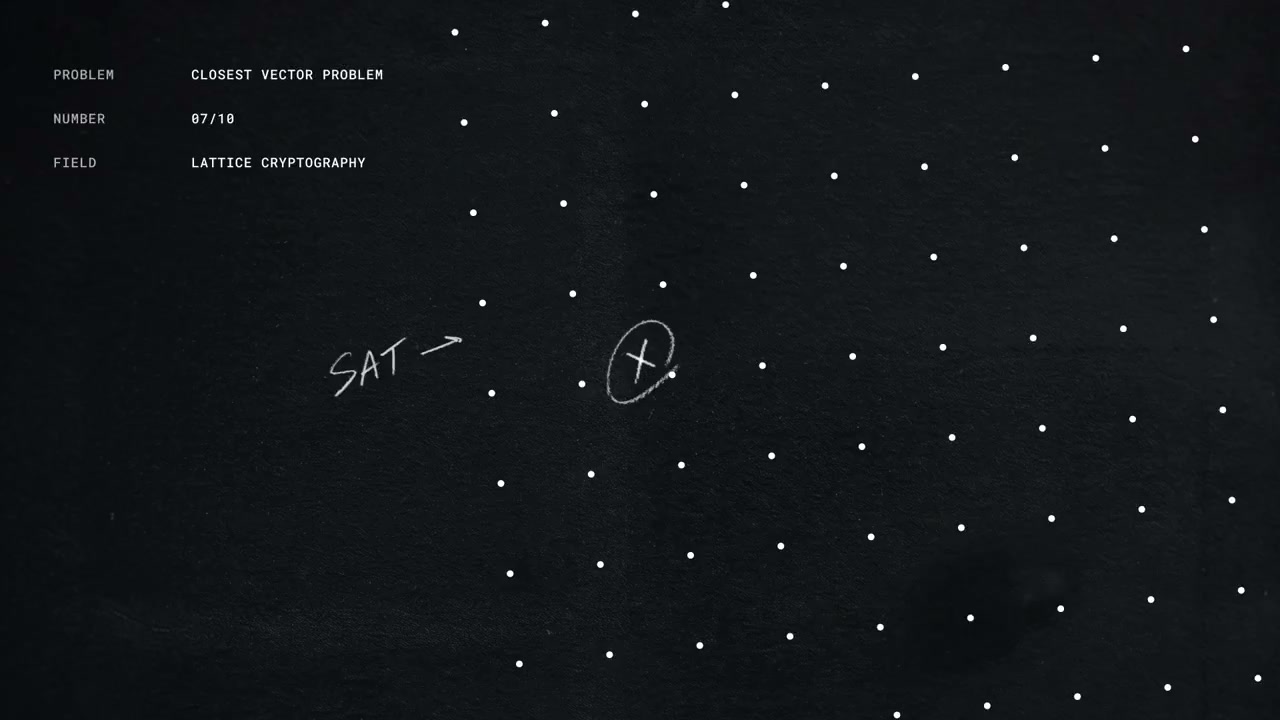 PROBLEM CLOSEST VECTOR PROBLEM
NUMBER 07/10
FIELD LATTICE CRYPTOGRAPHY
SAT →
X